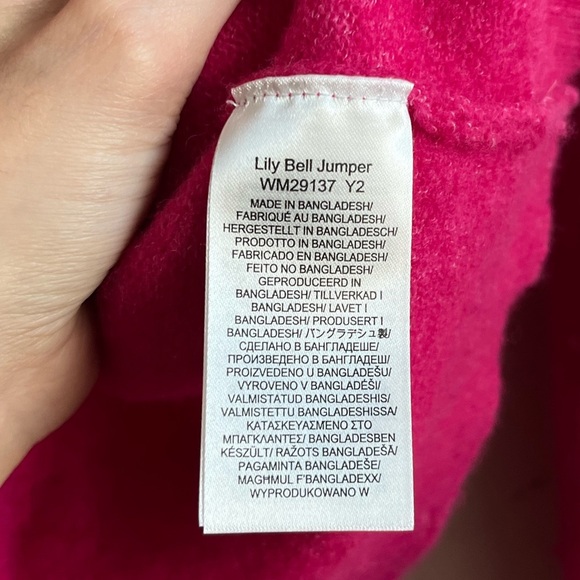 Lily Bell Jumper
WM29137 Y2
MADE IN BANGLADESH/
FABRIQUÉ AU BANGLADESH/
HERGESTELLT IN BANGLADESCH/
PRODOTTO IN BANGLADESH/
FABRICADO EN BANGLADESH/
FEITO NO BANGLADESH/
GEPRODUCEERD IN
BANGLADESH/ TILLVERKAD I
BANGLADESH/ LAVET I
BANGLADESH/ PRODUSERT I
BANGLADESH/ バングラデシュ製/
СДЕЛАНО В БАНГЛАДЕШЕ/
ПРОИЗВЕДЕНО В БАНГЛАДЕШ/
PROIZVEDENO U BANGLADEŠU/
VYROVENO V BANGLADÉŠI/
VALMISTATUD BANGLADESHIS/
VALMISTETTU BANGLADESHISSA/
ΚΑΤΑΣΚΕΥΑΣΜΕΝΟ ΣΤΟ
ΜΠΑΓΚΛΑΝΤΕΣ/ BANGLADESBEN
KÉSZÜLT/ RAŽOTS BANGLADEŠĀ/
PAGAMINTA BANGLADEŠE/
MAGĦMUL F'BANGLADEXX/
WYPRODUKOWANO W